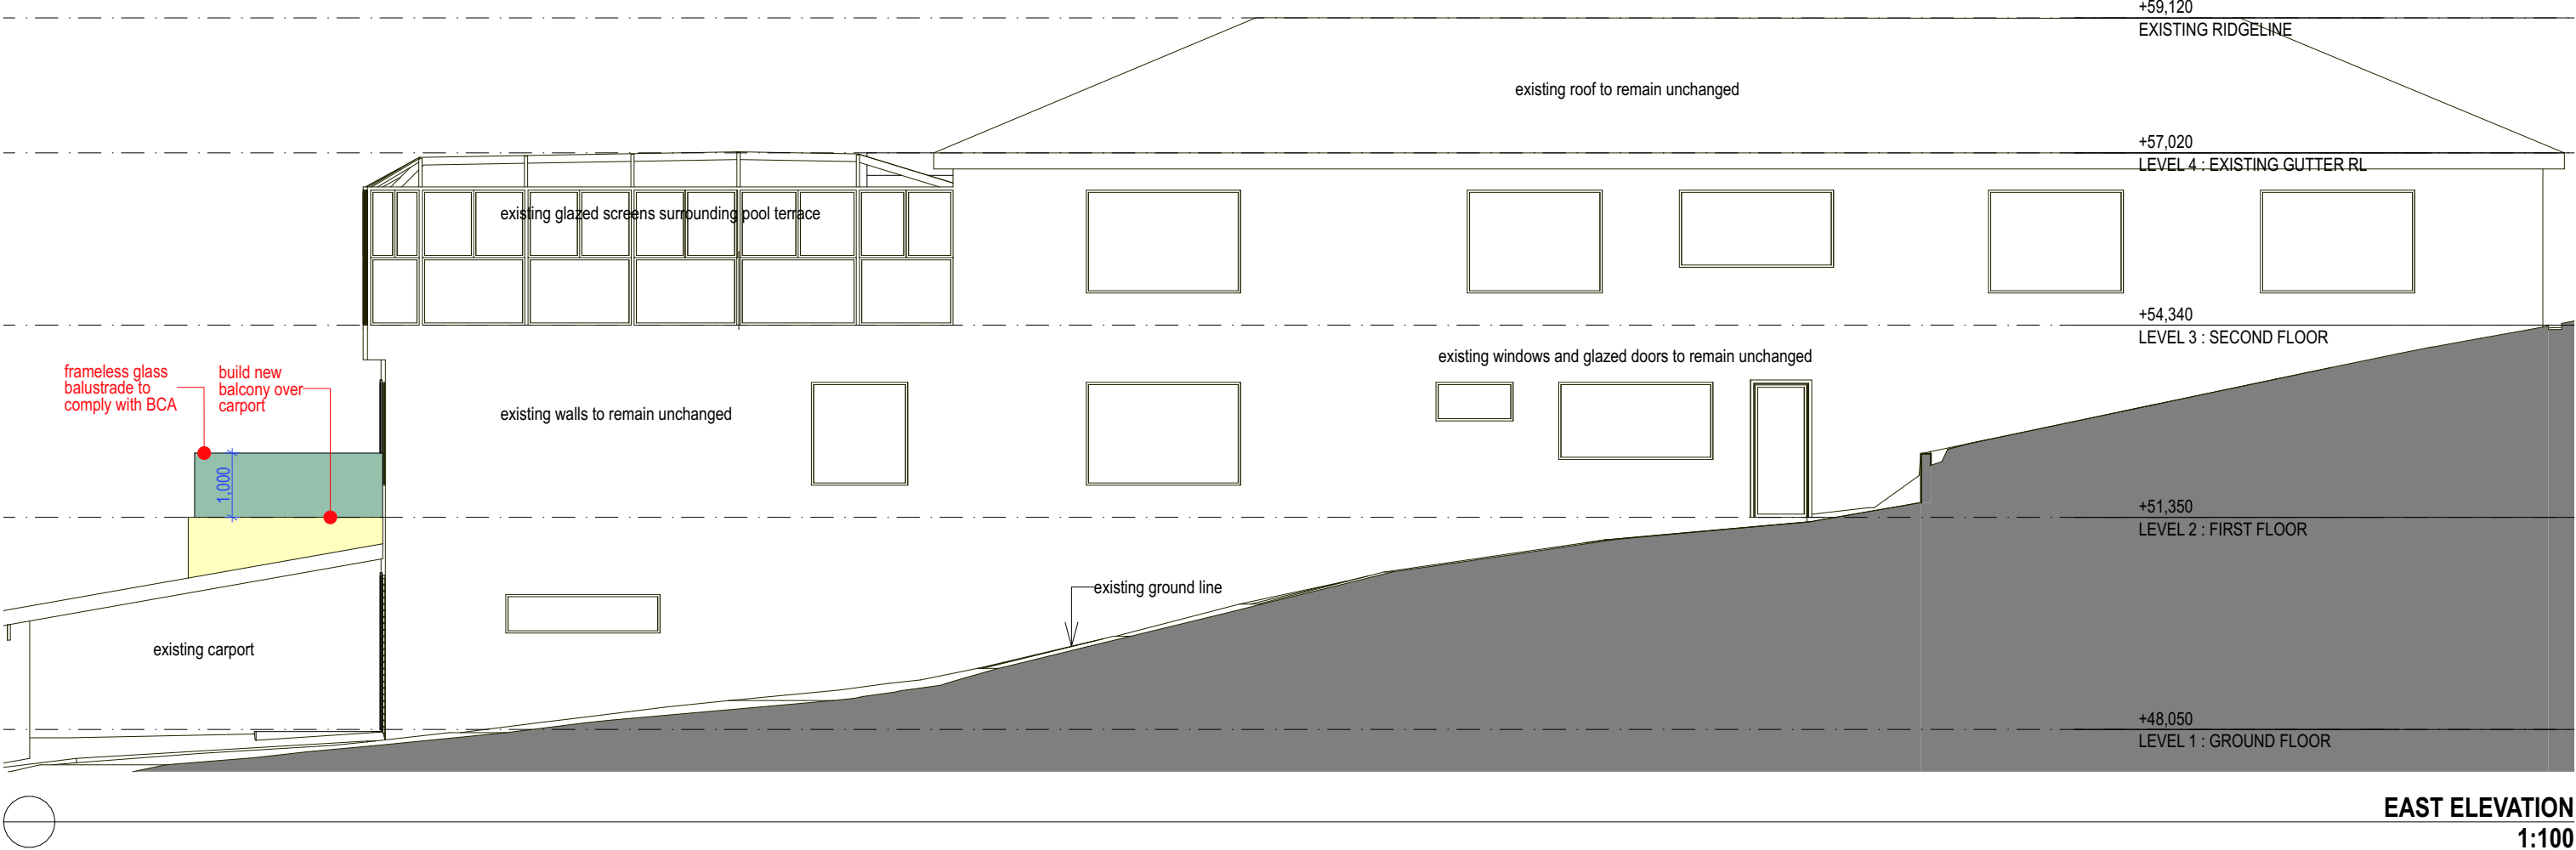 +59,120
EXISTING RIDGELINE
existing roof to remain unchanged
+57,020
LEVEL 4 : EXISTING GUTTER RL
existing glazed screens surrounding pool terrace
+54,340
LEVEL 3 : SECOND FLOOR
existing windows and glazed doors to remain unchanged
frameless glass
balustrade to
comply with BCA
build new
balcony over
carport
existing walls to remain unchanged
1,000
+51,350
LEVEL 2 : FIRST FLOOR
existing ground line
existing carport
+48,050
LEVEL 1 : GROUND FLOOR
EAST ELEVATION
1:100